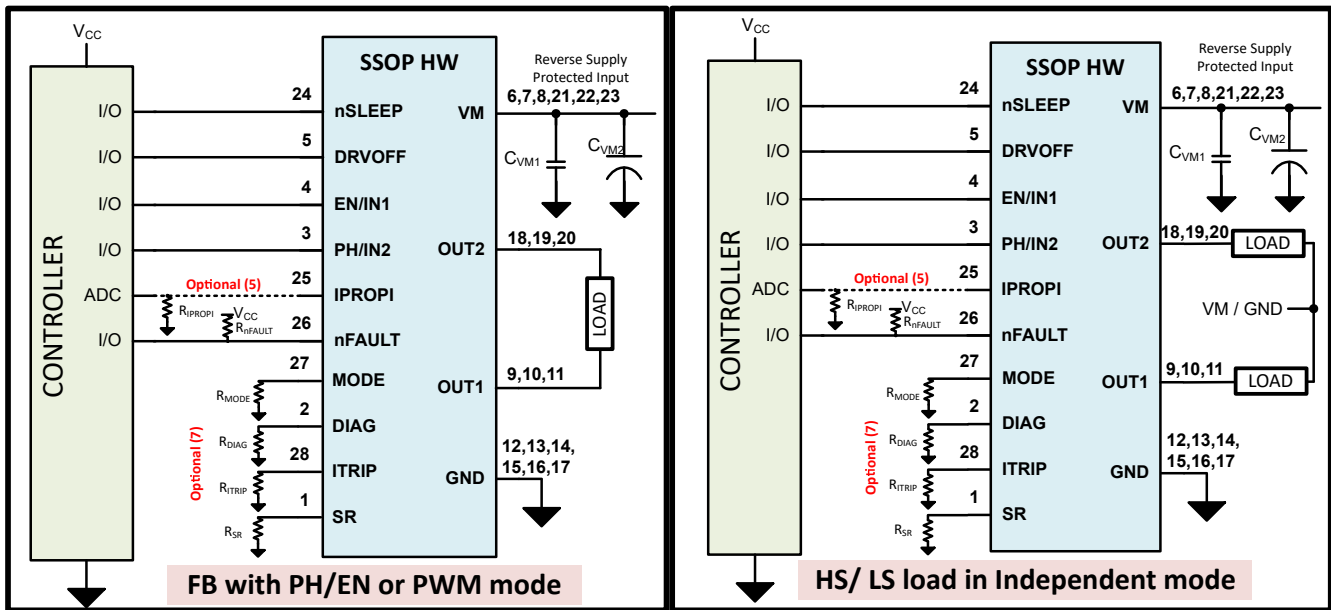 VCC
CONTROLLER
I/O
I/O
I/O
I/O
ADC
I/O
24
5
4
3
25
26
27
2
28
1
Optional (5)
RIPROPI
VCC
RnFAULT
RMODE
RDIAG
RITRIP
RSR
Optional (7)
SSOP HW
nSLEEP
DRVOFF
EN/IN1
PH/IN2
IPROPI
nFAULT
MODE
DIAG
ITRIP
SR
VM
OUT2
OUT1
GND
Reverse Supply
Protected Input
6,7,8,21,22,23
CVM1
CVM2
18,19,20
LOAD
9,10,11
12,13,14,
15,16,17
FB with PH/EN or PWM mode
VCC
CONTROLLER
I/O
I/O
I/O
I/O
ADC
I/O
24
5
4
3
25
26
27
2
28
1
Optional (5)
RIPROPI
VCC
RnFAULT
RMODE
RDIAG
RITRIP
RSR
Optional (7)
SSOP HW
nSLEEP
DRVOFF
EN/IN1
PH/IN2
IPROPI
nFAULT
MODE
DIAG
ITRIP
SR
VM
OUT2
OUT1
GND
Reverse Supply
Protected Input
6,7,8,21,22,23
CVM1
CVM2
18,19,20
LOAD
VM / GND
9,10,11
LOAD
12,13,14,
15,16,17
HS/ LS load in Independent mode